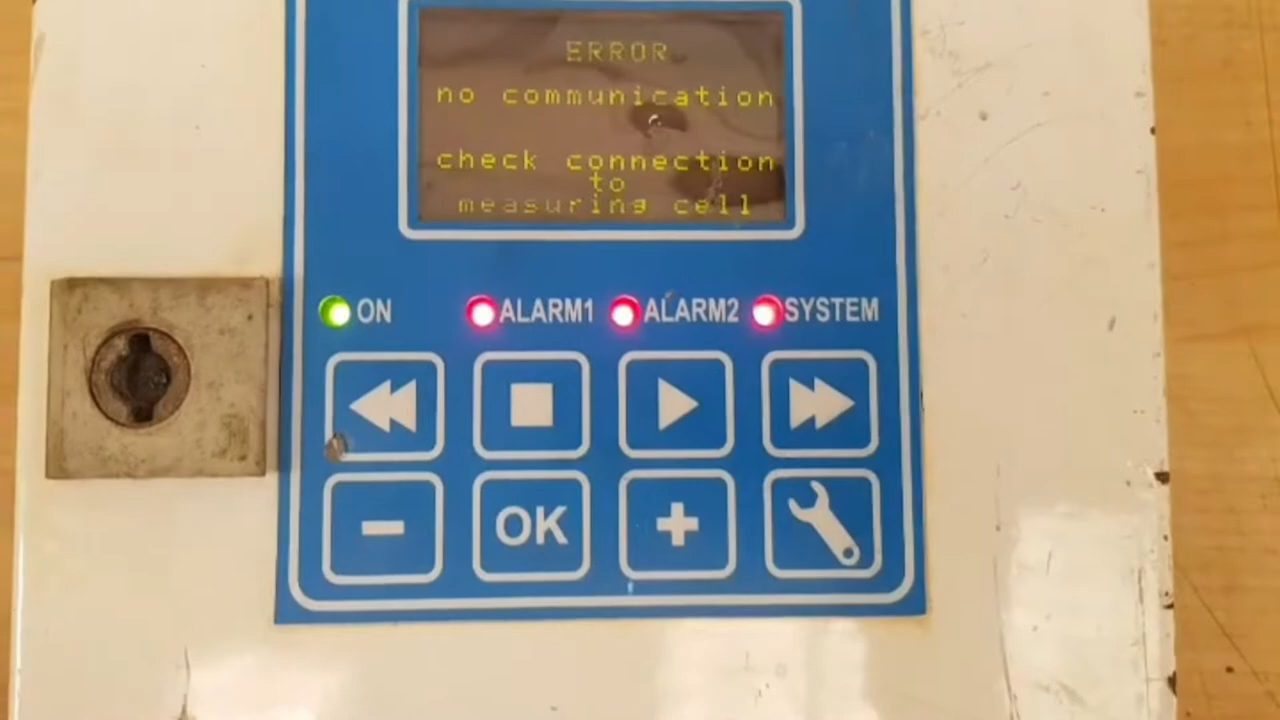 ERROR
no communication
check connection
to
measuring cell
ON ALARM1 ALARM2 SYSTEM
OK